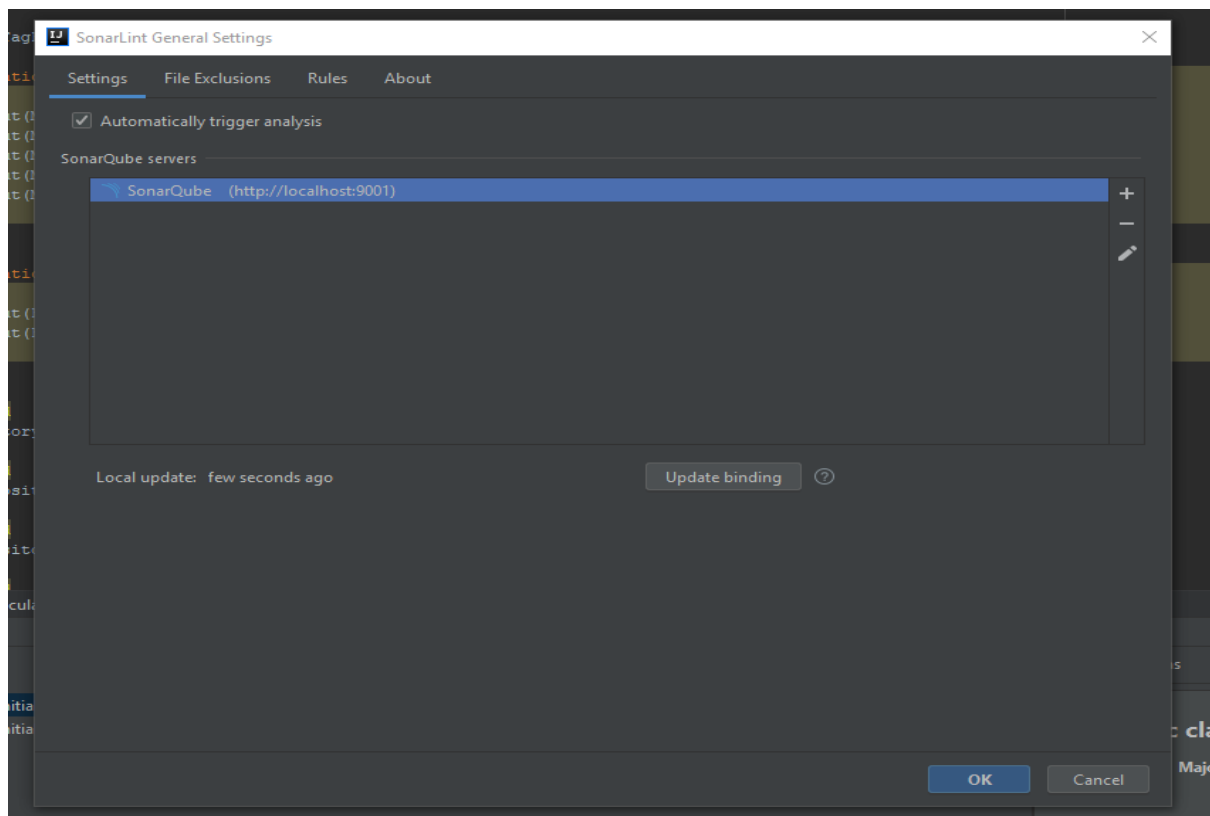 SonarLint General Settings
Settings File Exclusions Rules About
Automatically trigger analysis
SonarQube servers
SonarQube (http://localhost:9001)
Local update: few seconds ago Update binding
OK Cancel